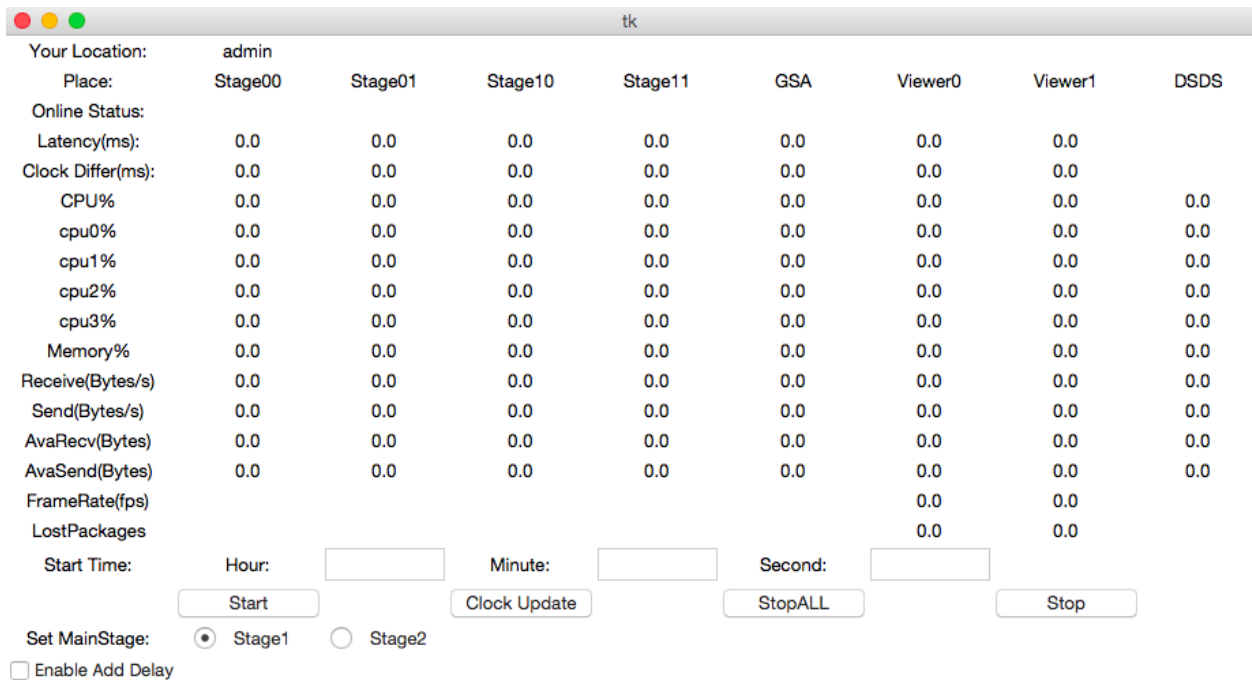 tk
Your Location: admin
Place: Stage00 Stage01 Stage10 Stage11 GSA Viewer0 Viewer1 DSDS
Online Status:
Latency(ms): 0.0 0.0 0.0 0.0 0.0 0.0 0.0
Clock Differ(ms): 0.0 0.0 0.0 0.0 0.0 0.0 0.0
CPU% 0.0 0.0 0.0 0.0 0.0 0.0 0.0 0.0
cpu0% 0.0 0.0 0.0 0.0 0.0 0.0 0.0 0.0
cpu1% 0.0 0.0 0.0 0.0 0.0 0.0 0.0 0.0
cpu2% 0.0 0.0 0.0 0.0 0.0 0.0 0.0 0.0
cpu3% 0.0 0.0 0.0 0.0 0.0 0.0 0.0 0.0
Memory% 0.0 0.0 0.0 0.0 0.0 0.0 0.0 0.0
Receive(Bytes/s) 0.0 0.0 0.0 0.0 0.0 0.0 0.0 0.0
Send(Bytes/s) 0.0 0.0 0.0 0.0 0.0 0.0 0.0 0.0
AvaRecv(Bytes) 0.0 0.0 0.0 0.0 0.0 0.0 0.0 0.0
AvaSend(Bytes) 0.0 0.0 0.0 0.0 0.0 0.0 0.0 0.0
FrameRate(fps) 0.0 0.0
LostPackages 0.0 0.0
Start Time: Hour: Minute: Second:
Start Clock Update StopALL Stop
Set MainStage: Stage1 Stage2
Enable Add Delay